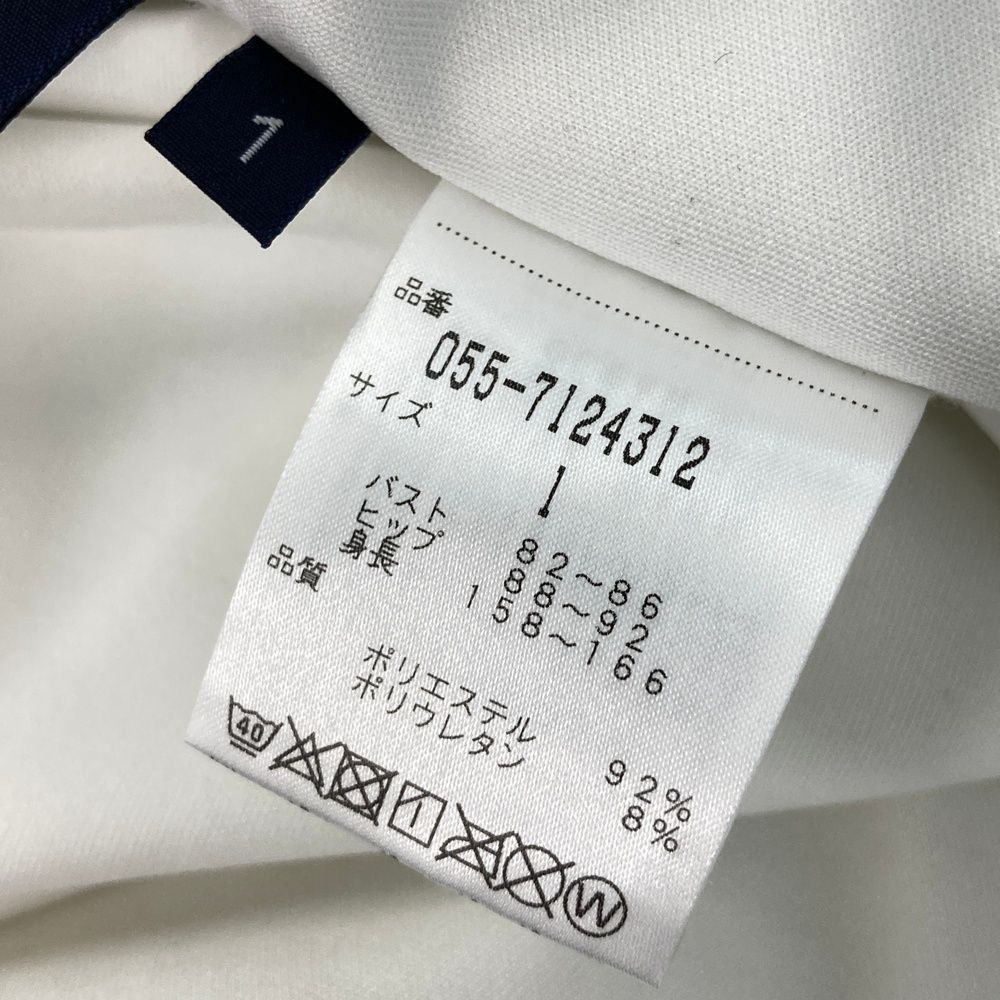 1
品番
055-7124312
サイズ
1
バスト 82～86
ヒップ 88～92
身長 158～166
品質
ポリエステル 92%
ポリウレタン 8%
40
W